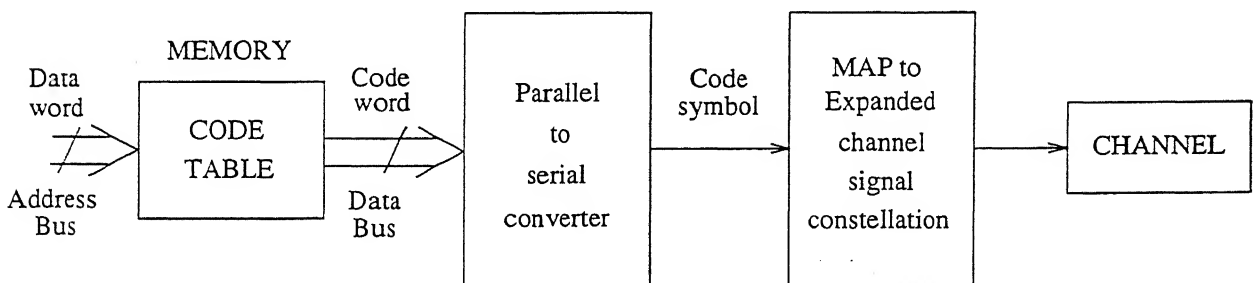 MEMORY
Data
word
Address
Bus
CODE
TABLE
Code
word
Data
Bus
Parallel
to
serial
converter
Code
symbol
MAP to
Expanded
channel
signal
constellation
CHANNEL